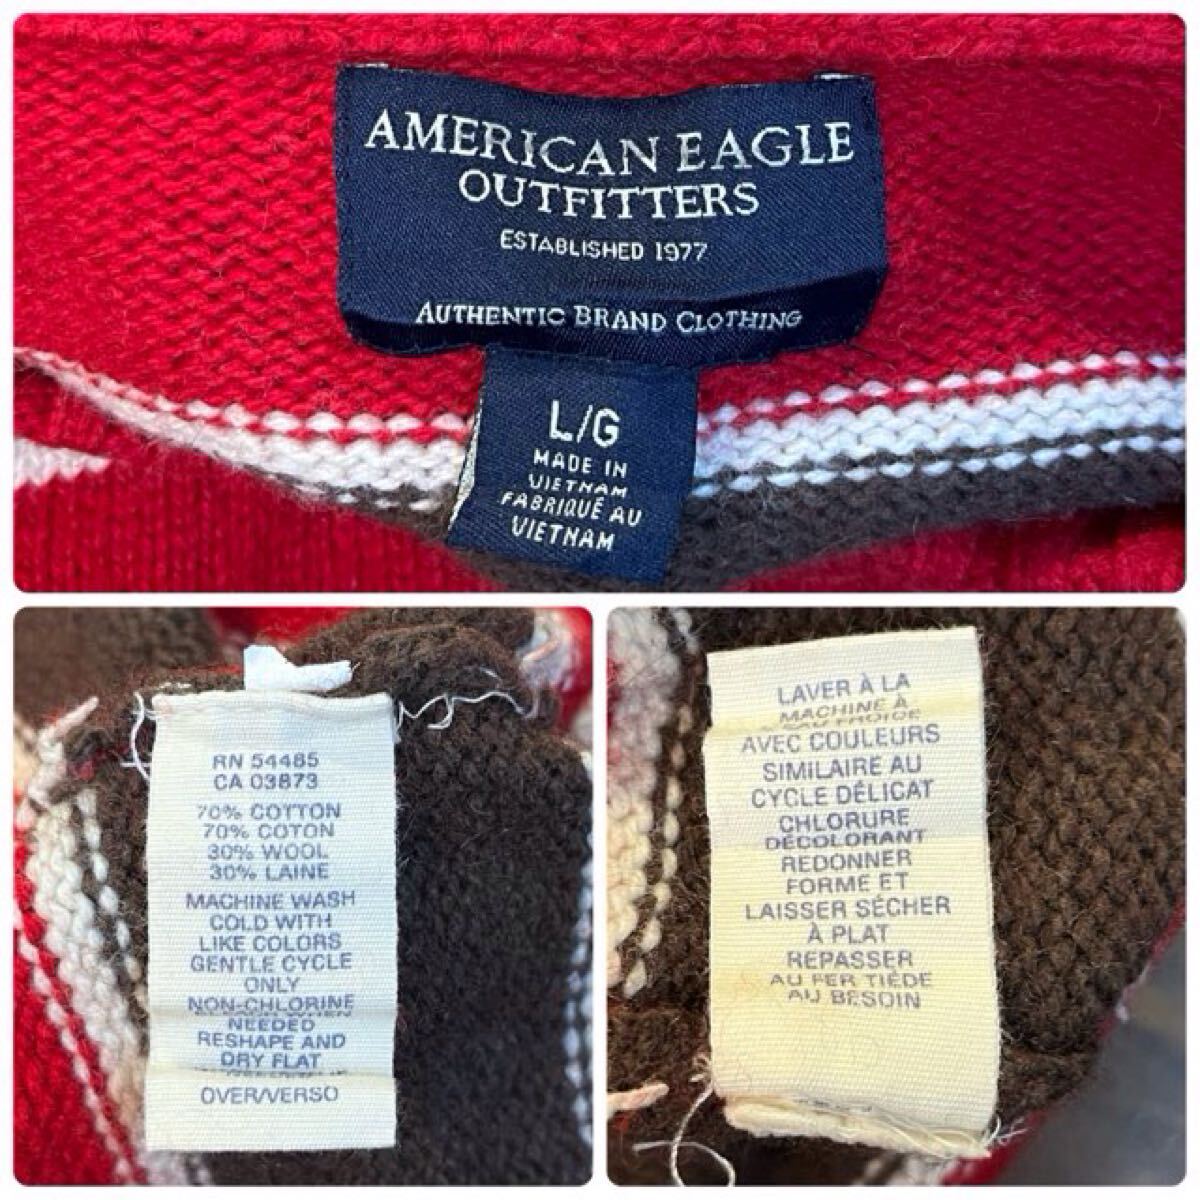 AMERICAN EAGLE
OUTFITTERS
ESTABLISHED 1977
AUTHENTIC BRAND CLOTHING
L/G
MADE IN
VIETNAM
FABRIQUÉ AU
VIETNAM
RN 54485
CA 03873
70% COTTON
70% COTON
30% WOOL
30% LAINE
MACHINE WASH
COLD WITH
LIKE COLORS
GENTLE CYCLE
ONLY
NON-CHLORINE
WHEN
NEEDED
RESHAPE AND
DRY FLAT
OVER/VERSO
LAVER À LA
MACHINE À
EAU FROIDE
AVEC COULEURS
SIMILAIRE AU
CYCLE DÉLICAT
CHLORURE
DÉCOLORANT
REDONNER
FORME ET
LAISSER SÉCHER
À PLAT
REPASSER
AU FER TIÈDE
AU BESOIN